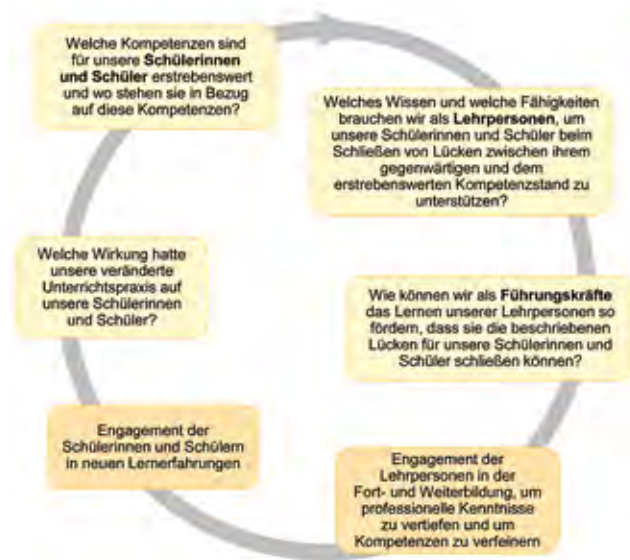 Welche Kompetenzen sind
für unsere Schülerinnen
und Schüler erstrebenswert
und wo stehen sie in Bezug
auf diese Kompetenzen?
Welches Wissen und welche Fähigkeiten
brauchen wir als Lehrpersonen, um
unsere Schülerinnen und Schüler beim
Schließen von Lücken zwischen ihrem
gegenwärtigen und dem
erstrebenswerten Kompetenzstand zu
unterstützen?
Wie können wir als Führungskräfte
das Lernen unserer Lehrpersonen so
fördern, dass sie die beschriebenen
Lücken für unsere Schülerinnen und
Schüler schließen können?
Engagement der
Lehrpersonen in der
Fort- und Weiterbildung, um
professionelle Kenntnisse
zu vertiefen und um
Kompetenzen zu verfeinern
Engagement der
Schülerinnen und Schülern
in neuen Lernerfahrungen
Welche Wirkung hatte
unsere veränderte
Unterrichtspraxis auf
unsere Schülerinnen
und Schüler?